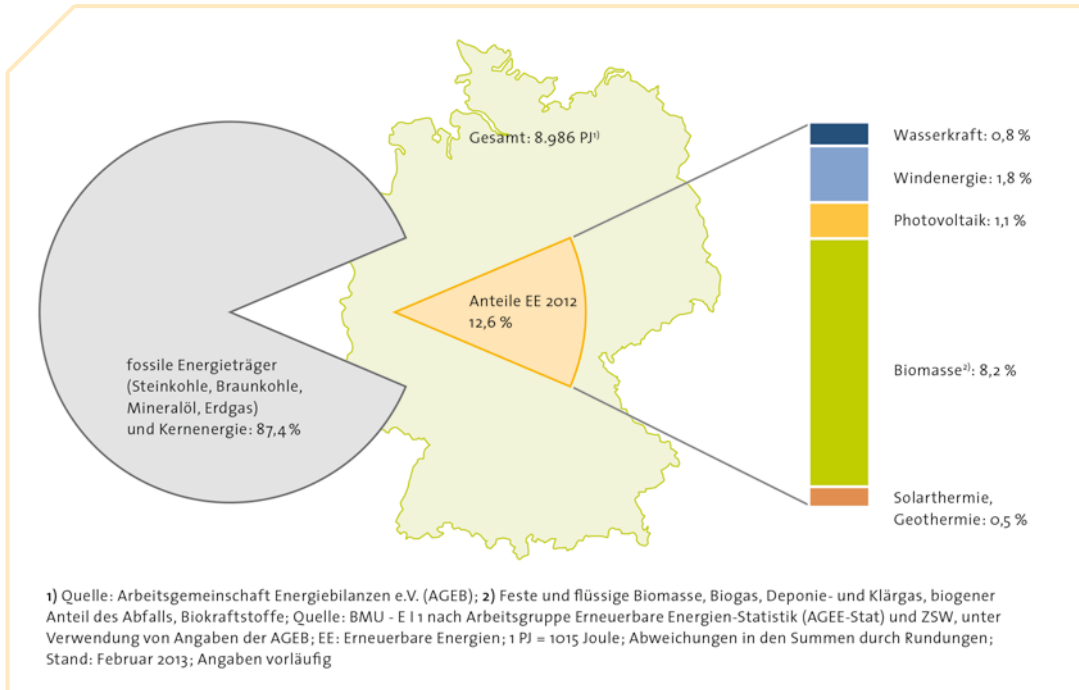 Gesamt: 8.986 PJ¹⁾
Wasserkraft: 0,8 %
Windenergie: 1,8 %
Photovoltaik: 1,1 %
Anteile EE 2012
12,6 %
fossile Energieträger
(Steinkohle, Braunkohle,
Mineralöl, Erdgas)
und Kernenergie: 87,4 %
Biomasse²⁾: 8,2 %
Solarthermie,
Geothermie: 0,5 %
1) Quelle: Arbeitsgemeinschaft Energiebilanzen e.V. (AGEB); 2) Feste und flüssige Biomasse, Biogas, Deponie- und Klärgas, biogener
Anteil des Abfalls, Biokraftstoffe; Quelle: BMU - E I 1 nach Arbeitsgruppe Erneuerbare Energien-Statistik (AGEE-Stat) und ZSW, unter
Verwendung von Angaben der AGEB; EE: Erneuerbare Energien; 1 PJ = 1015 Joule; Abweichungen in den Summen durch Rundungen;
Stand: Februar 2013; Angaben vorläufig